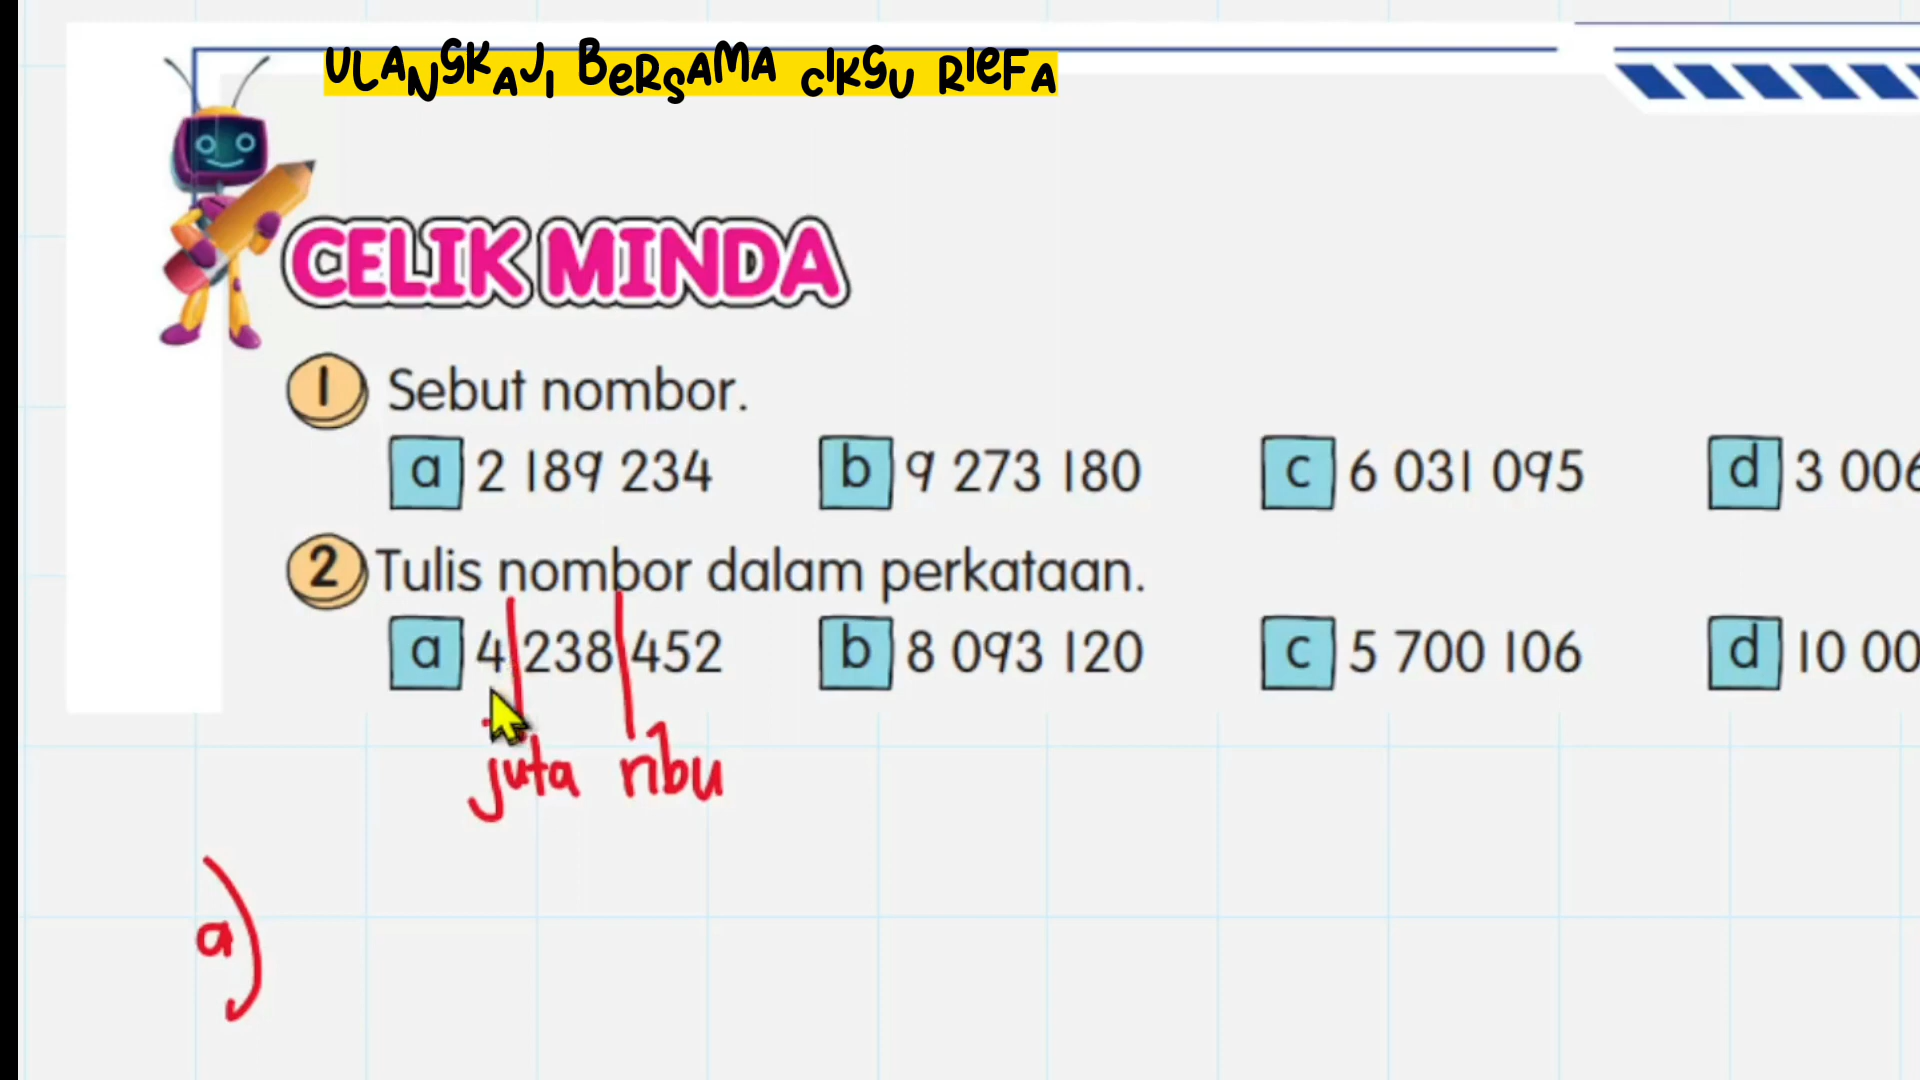 ULANGKAJI BERSAMA CIKGU RIEFA
CELIK MINDA
1 Sebut nombor.
a 2 189 234 b 9 273 180 c 6 031 095 d 3 006
2 Tulis nombor dalam perkataan.
a 4 238 452 b 8 093 120 c 5 700 106 d 10 00
juta ribu
a)